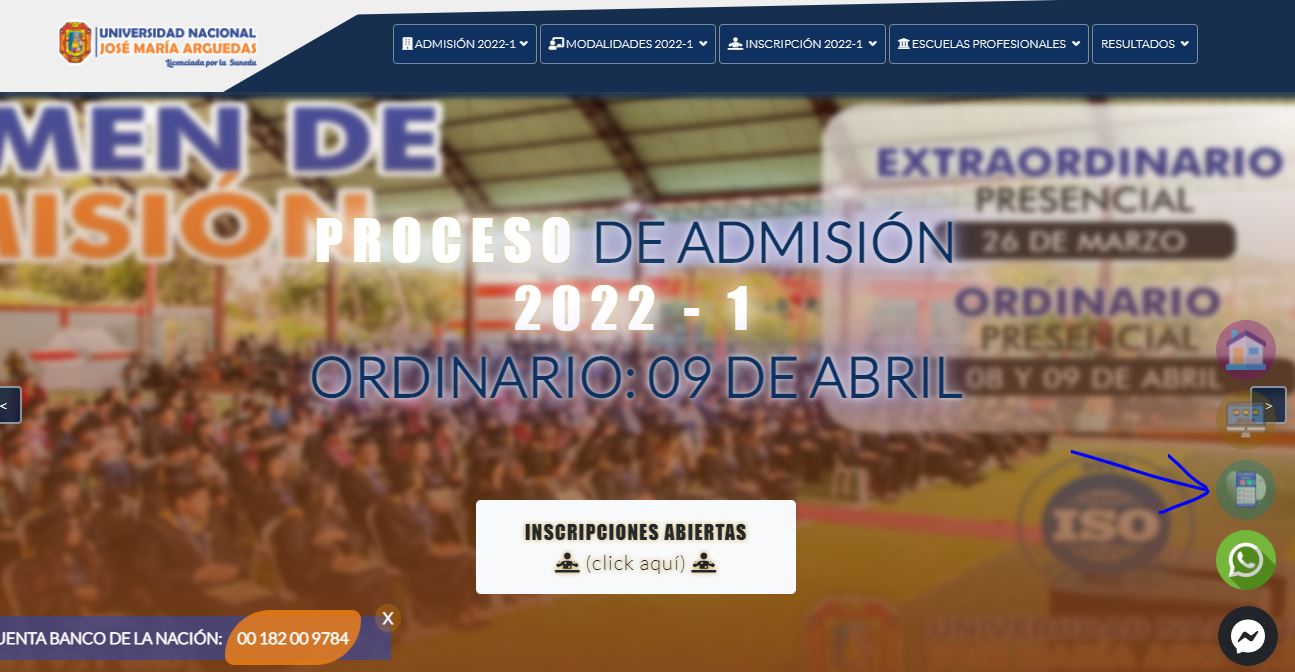 UNIVERSIDAD NACIONAL
JOSÉ MARÍA ARGUEDAS
Licenciada por la Sunedu
ADMISIÓN 2022-1
MODALIDADES 2022-1
INSCRIPCIÓN 2022-1
ESCUELAS PROFESIONALES
RESULTADOS
MEN DE
MISIÓN
EXTRAORDINARIO
PRESENCIAL
26 DE MARZO
ORDINARIO
PRESENCIAL
08 Y 09 DE ABRIL
PROCESO DE ADMISIÓN
2022 - 1
ORDINARIO: 09 DE ABRIL
<
>
INSCRIPCIONES ABIERTAS
(click aquí)
ISO
X
UENTA BANCO DE LA NACIÓN: 00 182 00 9784